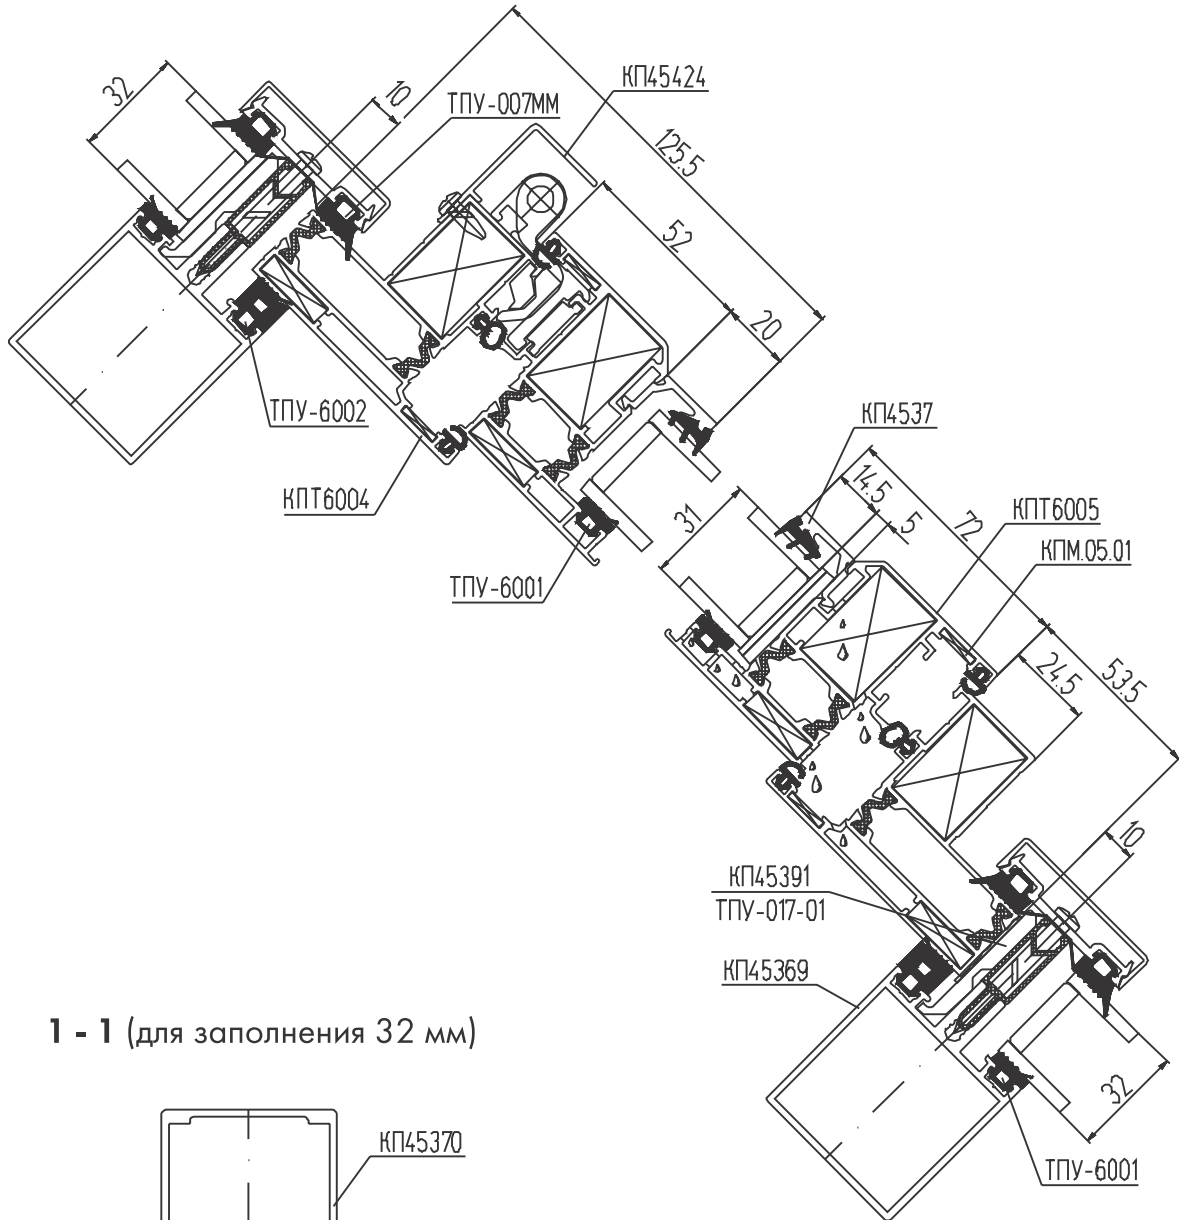 КП45424
32
10
ТПУ-007ММ
125.5
52
20
ТПУ-6002
КП4537
14.5
5
72
КПТ6004
31
КПТ6005
КПМ.05.01
ТПУ-6001
24.5
53.5
10
КП45391
ТПУ-017-01
КП45369
1 - 1 (для заполнения 32 мм)
32
КП45370
ТПУ-6001